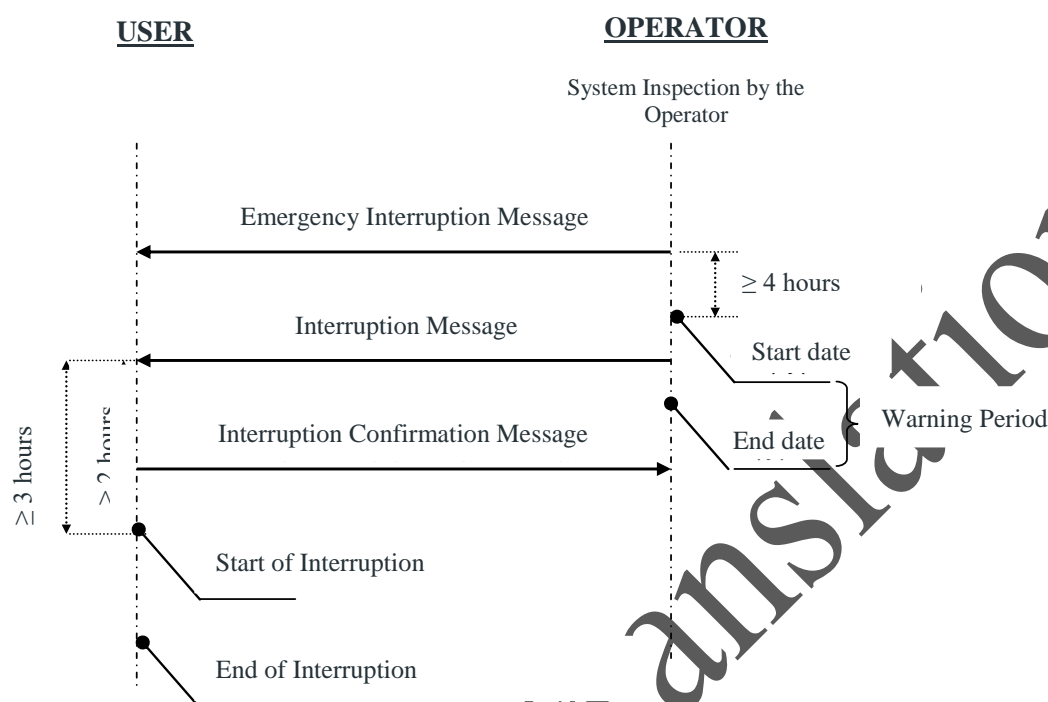 USER
OPERATOR
System Inspection by the
Operator
Emergency Interruption Message
≥ 4 hours
Interruption Message
Start date
Warning Period
Interruption Confirmation Message
End date
≥ 3 hours
Start of Interruption
End of Interruption